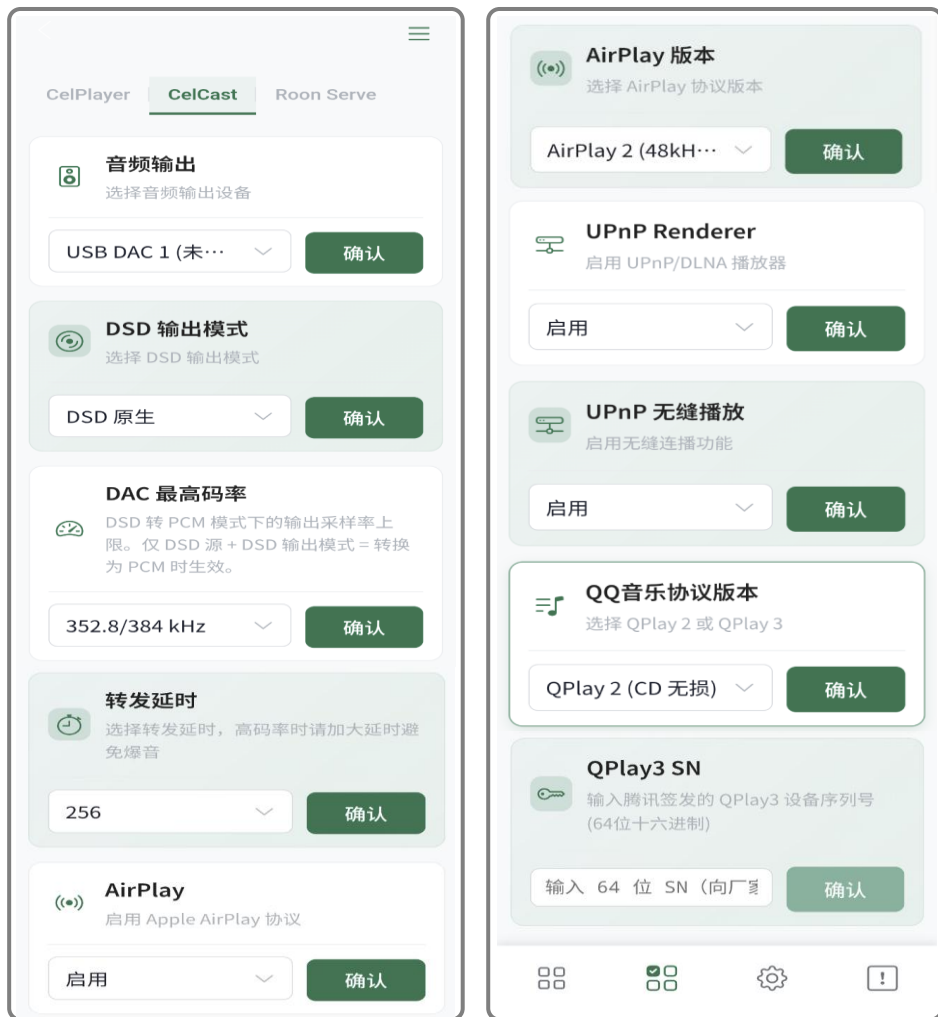 CelPlayer
CelCast
Roon Serve
音频输出
选择音频输出设备
USB DAC 1 (未…
确认
DSD 输出模式
选择 DSD 输出模式
DSD 原生
确认
DAC 最高码率
DSD 转 PCM 模式下的输出采样率上
限。仅 DSD 源 + DSD 输出模式 = 转换
为 PCM 时生效。
352.8/384 kHz
确认
转发延时
选择转发延时，高码率时请加大延时避
免爆音
256
确认
AirPlay
启用 Apple AirPlay 协议
启用
确认
AirPlay 版本
选择 AirPlay 协议版本
AirPlay 2 (48kH…
确认
UPnP Renderer
启用 UPnP/DLNA 播放器
启用
确认
UPnP 无缝播放
启用无缝连播功能
启用
确认
QQ音乐协议版本
选择 QPlay 2 或 QPlay 3
QPlay 2 (CD 无损)
确认
QPlay3 SN
输入腾讯签发的 QPlay3 设备序列号
(64位十六进制)
输入 64 位 SN（向厂家
确认